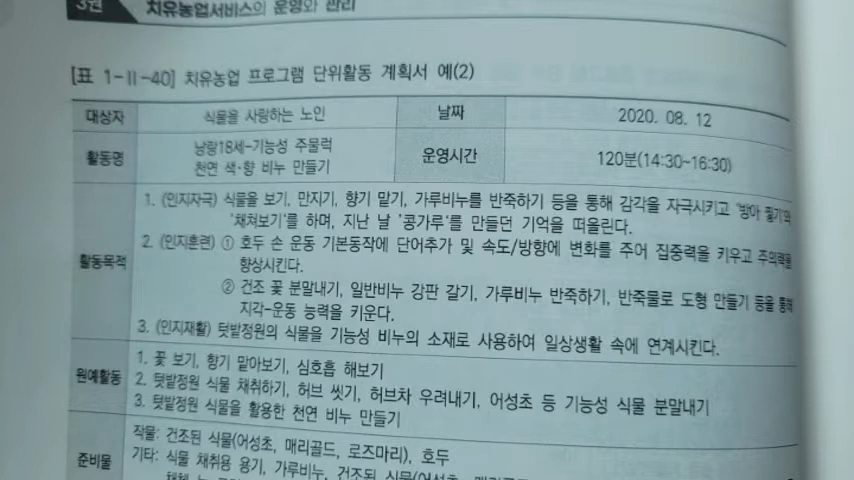 3권 치유농업서비스의 운영와 관리
[표 1-Ⅱ-40] 치유농업 프로그램 단위활동 계획서 예(2)
대상자 식물을 사랑하는 노인 날짜 2020. 08. 12
활동명 낭랑18세-기능성 주물럭 천연 색·향 비누 만들기 운영시간 120분(14:30~16:30)
활동목적
1. (인지자극) 식물을 보기, 만지기, 향기 맡기, 가루비누를 반죽하기 등을 통해 감각을 자극시키고 '방아 찧기'와
'채쳐보기'를 하며, 지난 날 '콩가루'를 만들던 기억을 떠올린다.
2. (인지훈련) ① 호두 손 운동 기본동작에 단어추가 및 속도/방향에 변화를 주어 집중력을 키우고 주의력을
향상시킨다.
② 건조 꽃 분말내기, 일반비누 강판 갈기, 가루비누 반죽하기, 반죽물로 도형 만들기 등을 통해
지각-운동 능력을 키운다.
3. (인지재활) 텃밭정원의 식물을 기능성 비누의 소재로 사용하여 일상생활 속에 연계시킨다.
원예활동
1. 꽃 보기, 향기 맡아보기, 심호흡 해보기
2. 텃밭정원 식물 채취하기, 허브 씻기, 허브차 우려내기, 어성초 등 기능성 식물 분말내기
3. 텃밭정원 식물을 활용한 천연 비누 만들기
준비물
작물: 건조된 식물(어성초, 매리골드, 로즈마리), 호두
기타: 식물 채취용 용기, 가루비누, 건조된 식물(어성초, 매리골드